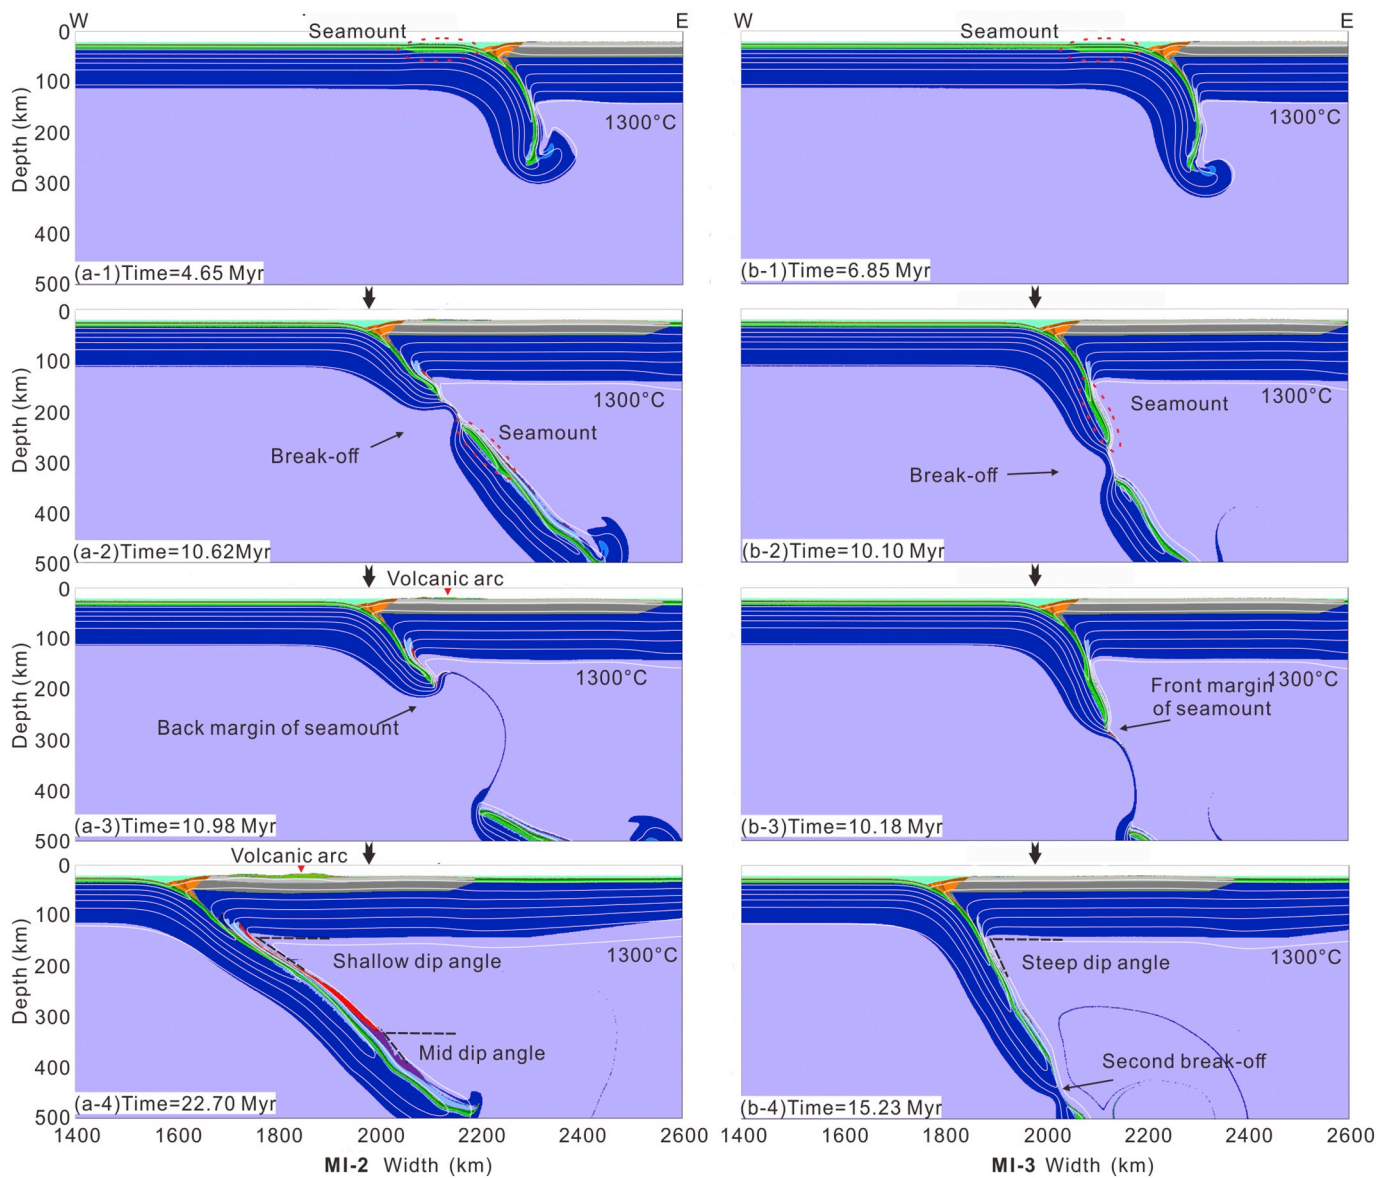 W E
Seamount
0
100
200
300
400
500
Depth (km)
1300°C
(a-1)Time=4.65 Myr
W E
Seamount
1300°C
(b-1)Time=6.85 Myr
0
100
200
300
400
500
Depth (km)
1300°C
Seamount
Break-off
(a-2)Time=10.62Myr
1300°C
Seamount
Break-off
(b-2)Time=10.10 Myr
Volcanic arc
0
100
200
300
400
500
Depth (km)
1300°C
Back margin of seamount
(a-3)Time=10.98 Myr
Front margin
1300°C
of seamount
(b-3)Time=10.18 Myr
Volcanic arc
0
100
200
300
400
500
Depth (km)
1300°C
Shallow dip angle
Mid dip angle
(a-4)Time=22.70 Myr
1300°C
Steep dip angle
Second break-off
(b-4)Time=15.23 Myr
1400 1600 1800 2000 2200 2400 2600
MI-2 Width (km)
1400 1600 1800 2000 2200 2400 2600
MI-3 Width (km)